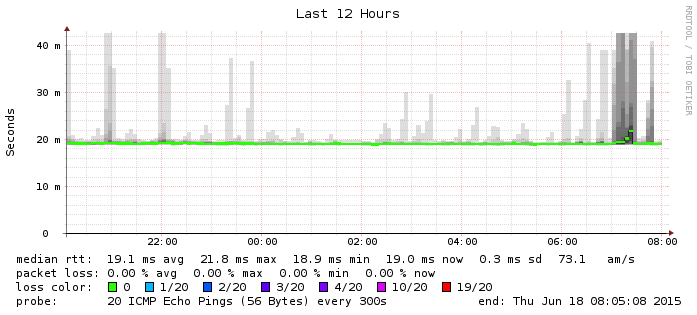 Last 12 Hours
RRDTOOL / TOBI OETIKER
Seconds
40 m
30 m
20 m
10 m
0
22:00 00:00 02:00 04:00 06:00 08:00
median rtt: 19.1 ms avg 21.8 ms max 18.9 ms min 19.0 ms now 0.3 ms sd 73.1 am/s
packet loss: 0.00 % avg 0.00 % max 0.00 % min 0.00 % now
loss color: 0 1/20 2/20 3/20 4/20 10/20 19/20
probe: 20 ICMP Echo Pings (56 Bytes) every 300s end: Thu Jun 18 08:05:08 2015